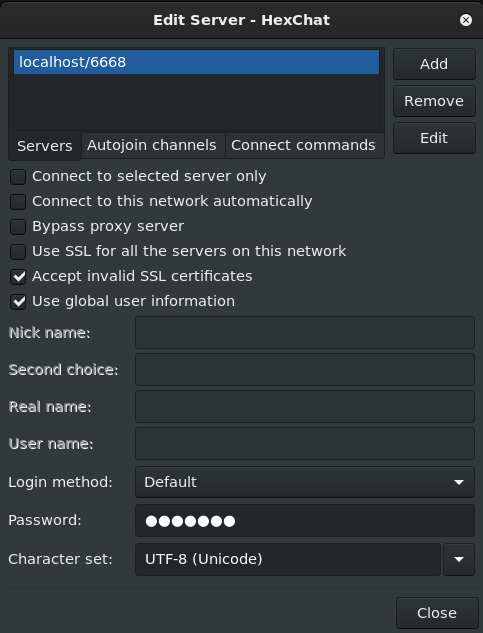 Edit Server - HexChat
localhost/6668
Add
Remove
Edit
Servers Autojoin channels Connect commands
Connect to selected server only
Connect to this network automatically
Bypass proxy server
Use SSL for all the servers on this network
Accept invalid SSL certificates
Use global user information
Nick name:
Second choice:
Real name:
User name:
Login method: Default
Password: ●●●●●●●
Character set: UTF-8 (Unicode)
Close